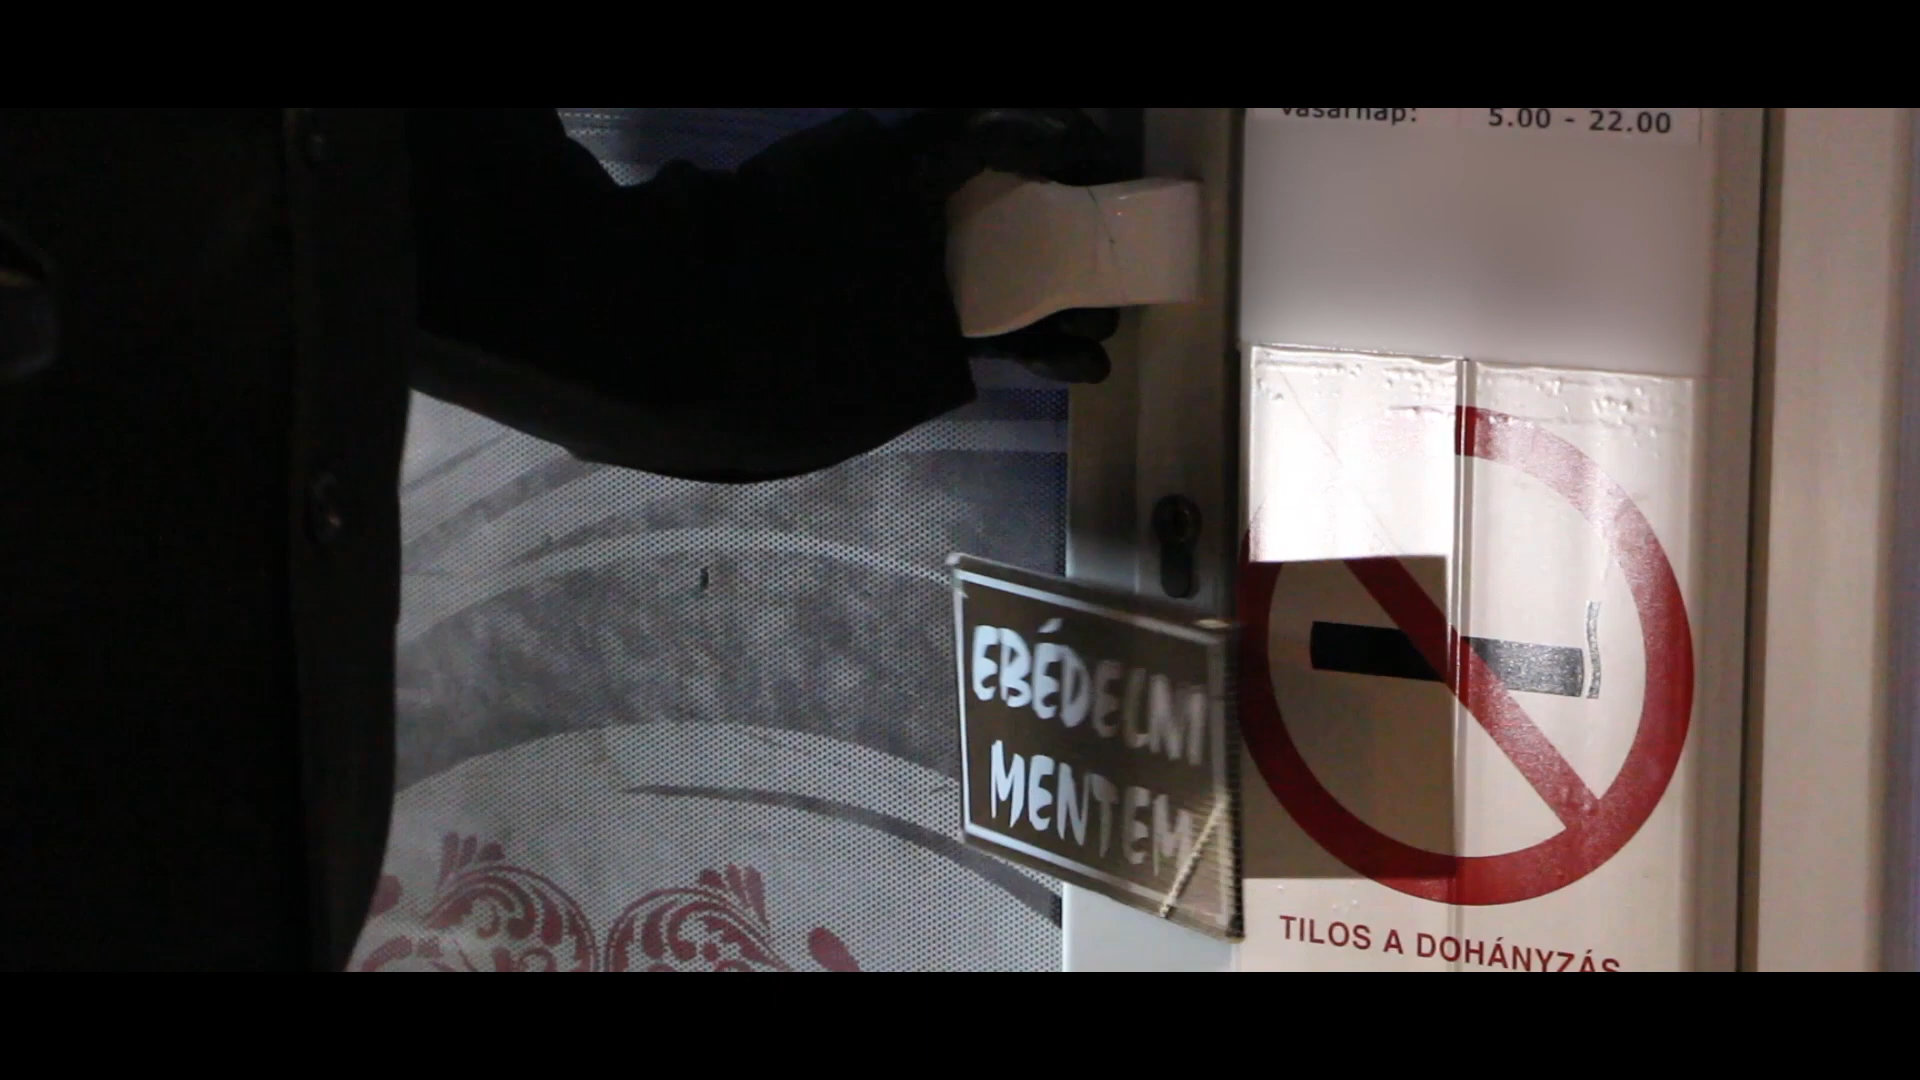 Vasárnap: 5.00 - 22.00
EBÉDELNI
MENTEM
TILOS A DOHÁNYZÁS